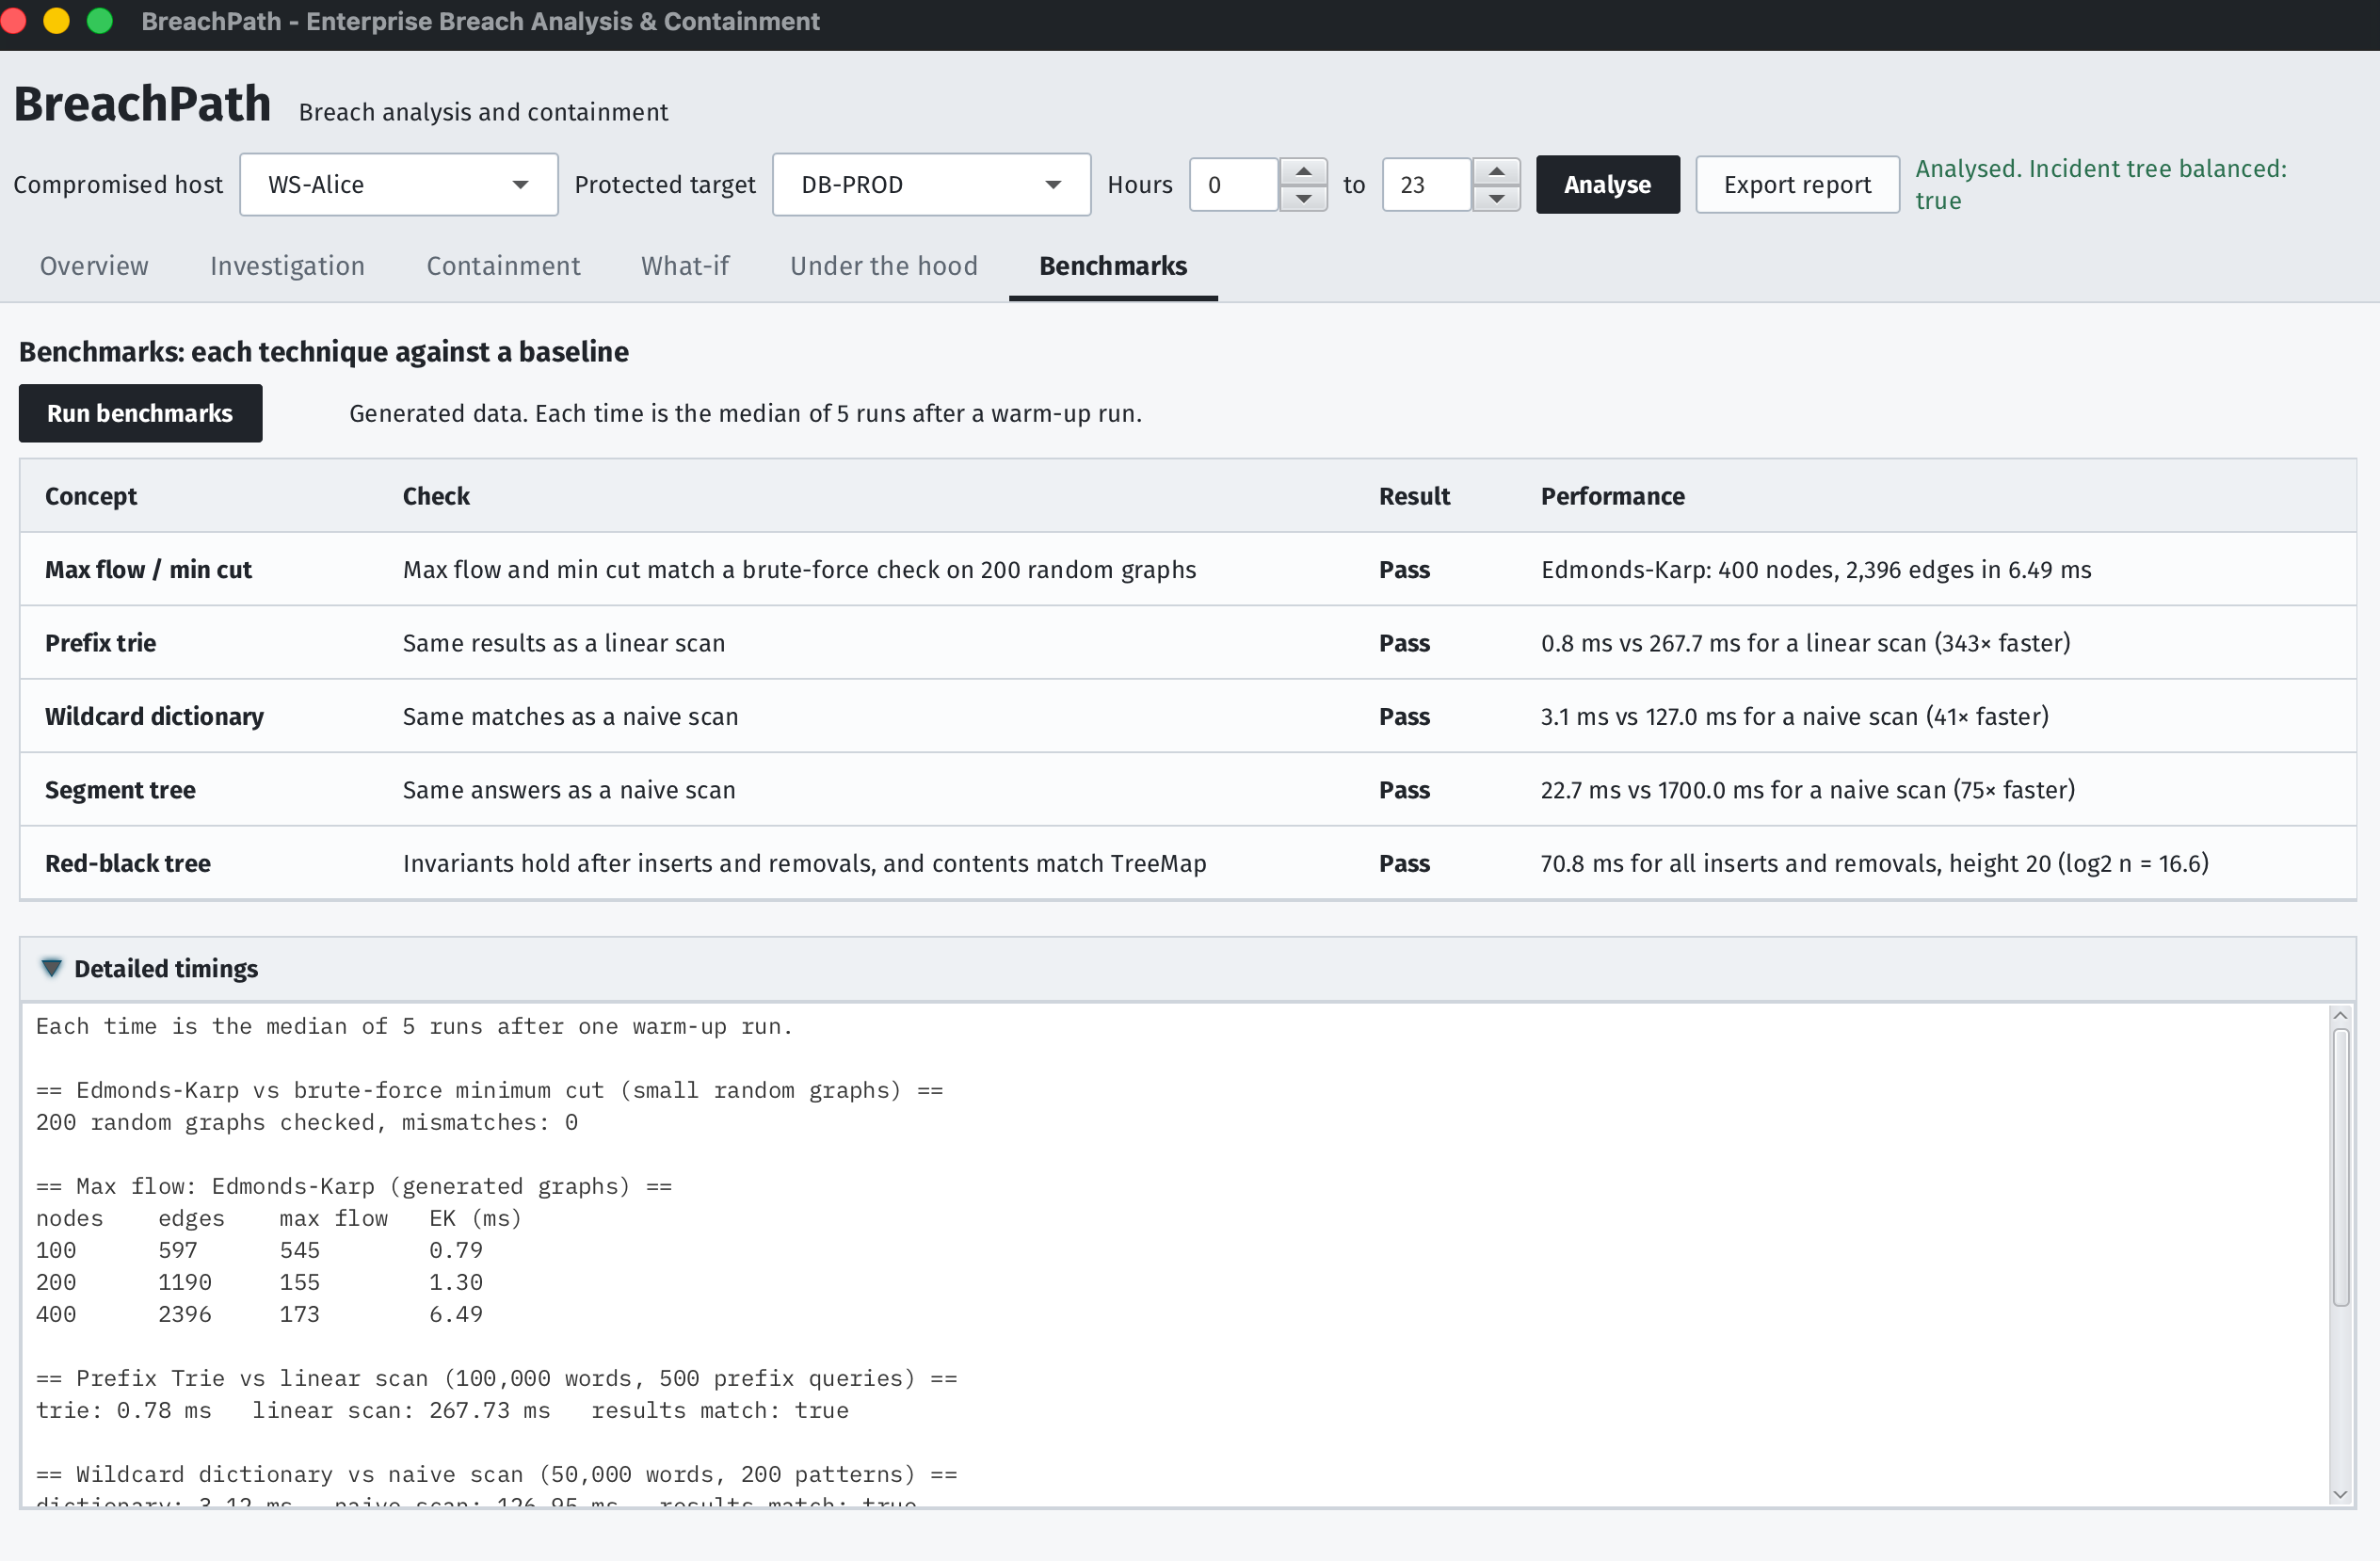 BreachPath - Enterprise Breach Analysis & Containment
BreachPath Breach analysis and containment
Compromised host WS-Alice Protected target DB-PROD Hours 0 to 23 Analyse Export report Analysed. Incident tree balanced:
true
Overview Investigation Containment What-if Under the hood Benchmarks
Benchmarks: each technique against a baseline
Run benchmarks Generated data. Each time is the median of 5 runs after a warm-up run.
Concept Check Result Performance
Max flow / min cut Max flow and min cut match a brute-force check on 200 random graphs Pass Edmonds-Karp: 400 nodes, 2,396 edges in 6.49 ms
Prefix trie Same results as a linear scan Pass 0.8 ms vs 267.7 ms for a linear scan (343× faster)
Wildcard dictionary Same matches as a naive scan Pass 3.1 ms vs 127.0 ms for a naive scan (41× faster)
Segment tree Same answers as a naive scan Pass 22.7 ms vs 1700.0 ms for a naive scan (75× faster)
Red-black tree Invariants hold after inserts and removals, and contents match TreeMap Pass 70.8 ms for all inserts and removals, height 20 (log2 n = 16.6)
Detailed timings
Each time is the median of 5 runs after one warm-up run.
== Edmonds-Karp vs brute-force minimum cut (small random graphs) ==
200 random graphs checked, mismatches: 0
== Max flow: Edmonds-Karp (generated graphs) ==
nodes edges max flow EK (ms)
100 597 545 0.79
200 1190 155 1.30
400 2396 173 6.49
== Prefix Trie vs linear scan (100,000 words, 500 prefix queries) ==
trie: 0.78 ms linear scan: 267.73 ms results match: true
== Wildcard dictionary vs naive scan (50,000 words, 200 patterns) ==
dictionary: 3.12 ms naive scan: 126.95 ms results match: true